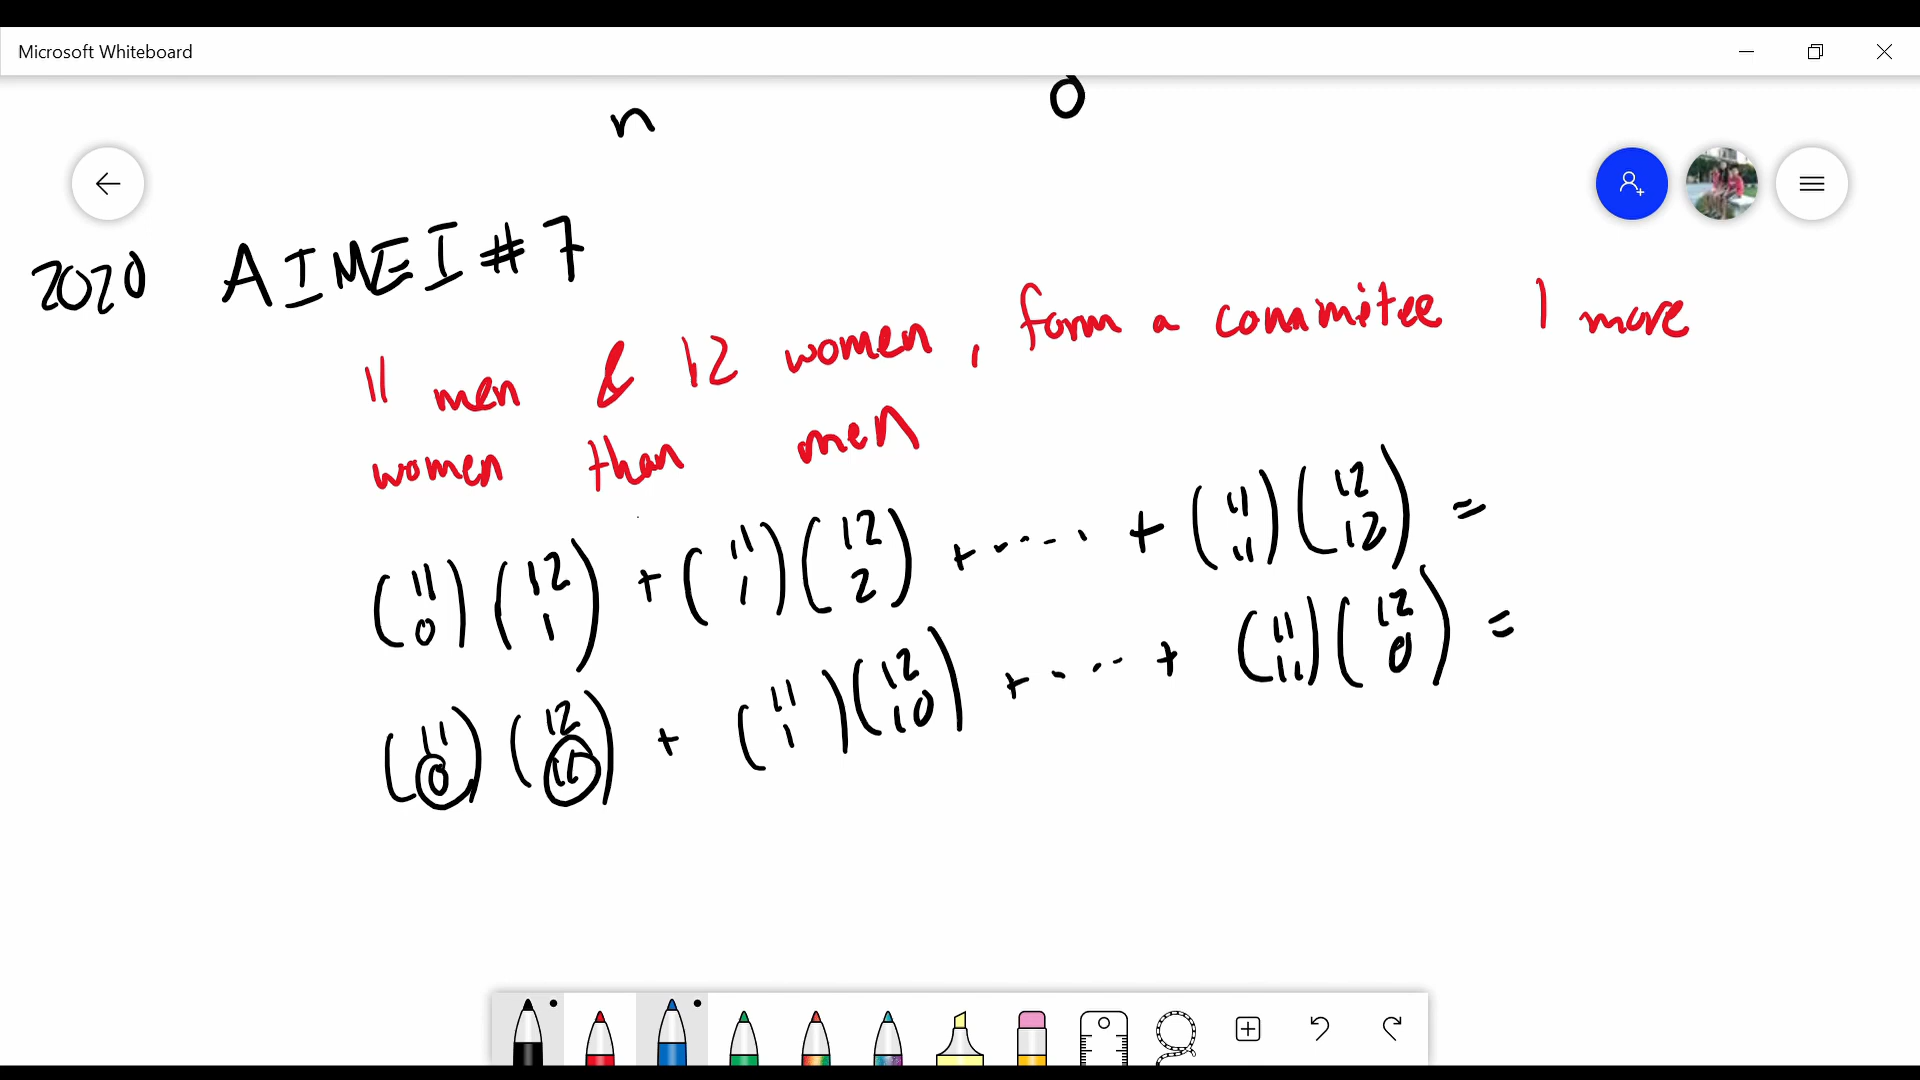 Microsoft Whiteboard
n 0
2020 AIME I #7
11 men & 12 women, form a committee 1 more
women than men
(11 0)(12 1) + (11 1)(12 2) + ..... + (11 11)(12 12) =
(11 0)(12 11) + (11 1)(12 10) + .... + (11 11)(12 0) =